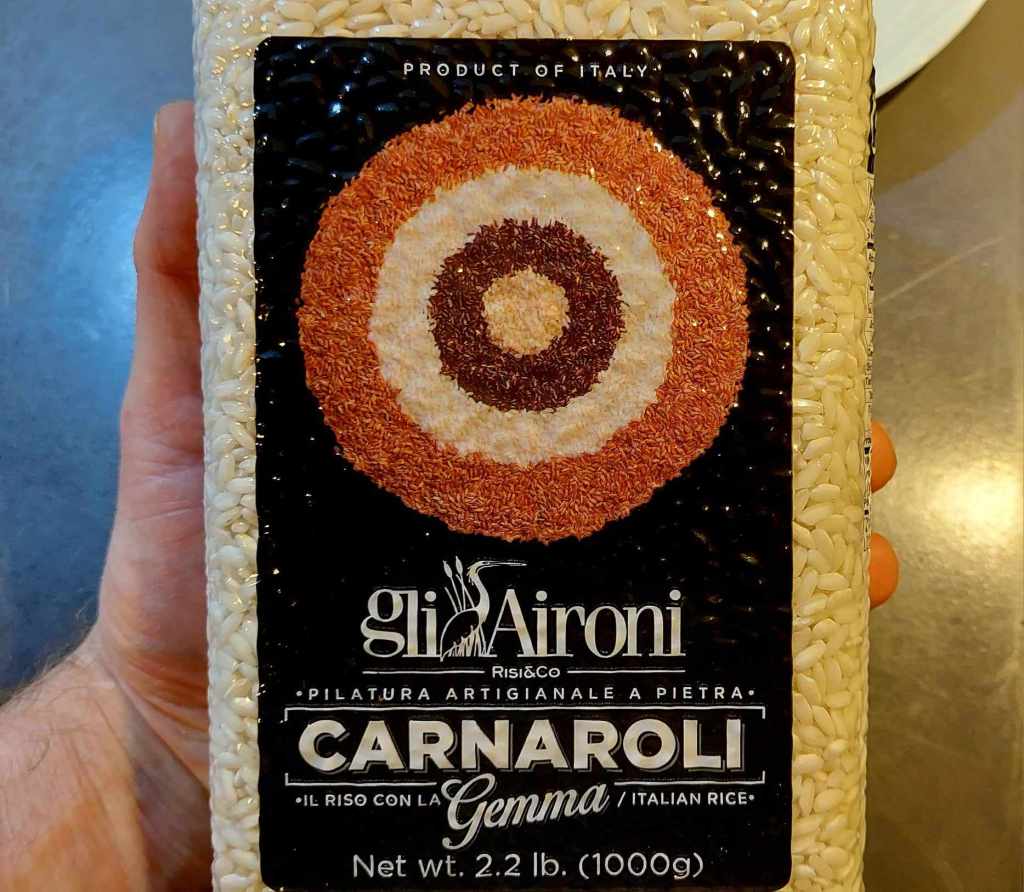 PRODUCT OF ITALY
gli Aironi
RISI&CO
•PILATURA ARTIGIANALE A PIETRA•
CARNAROLI
•IL RISO CON LA Gemma / ITALIAN RICE•
Net wt. 2.2 lb. (1000g)